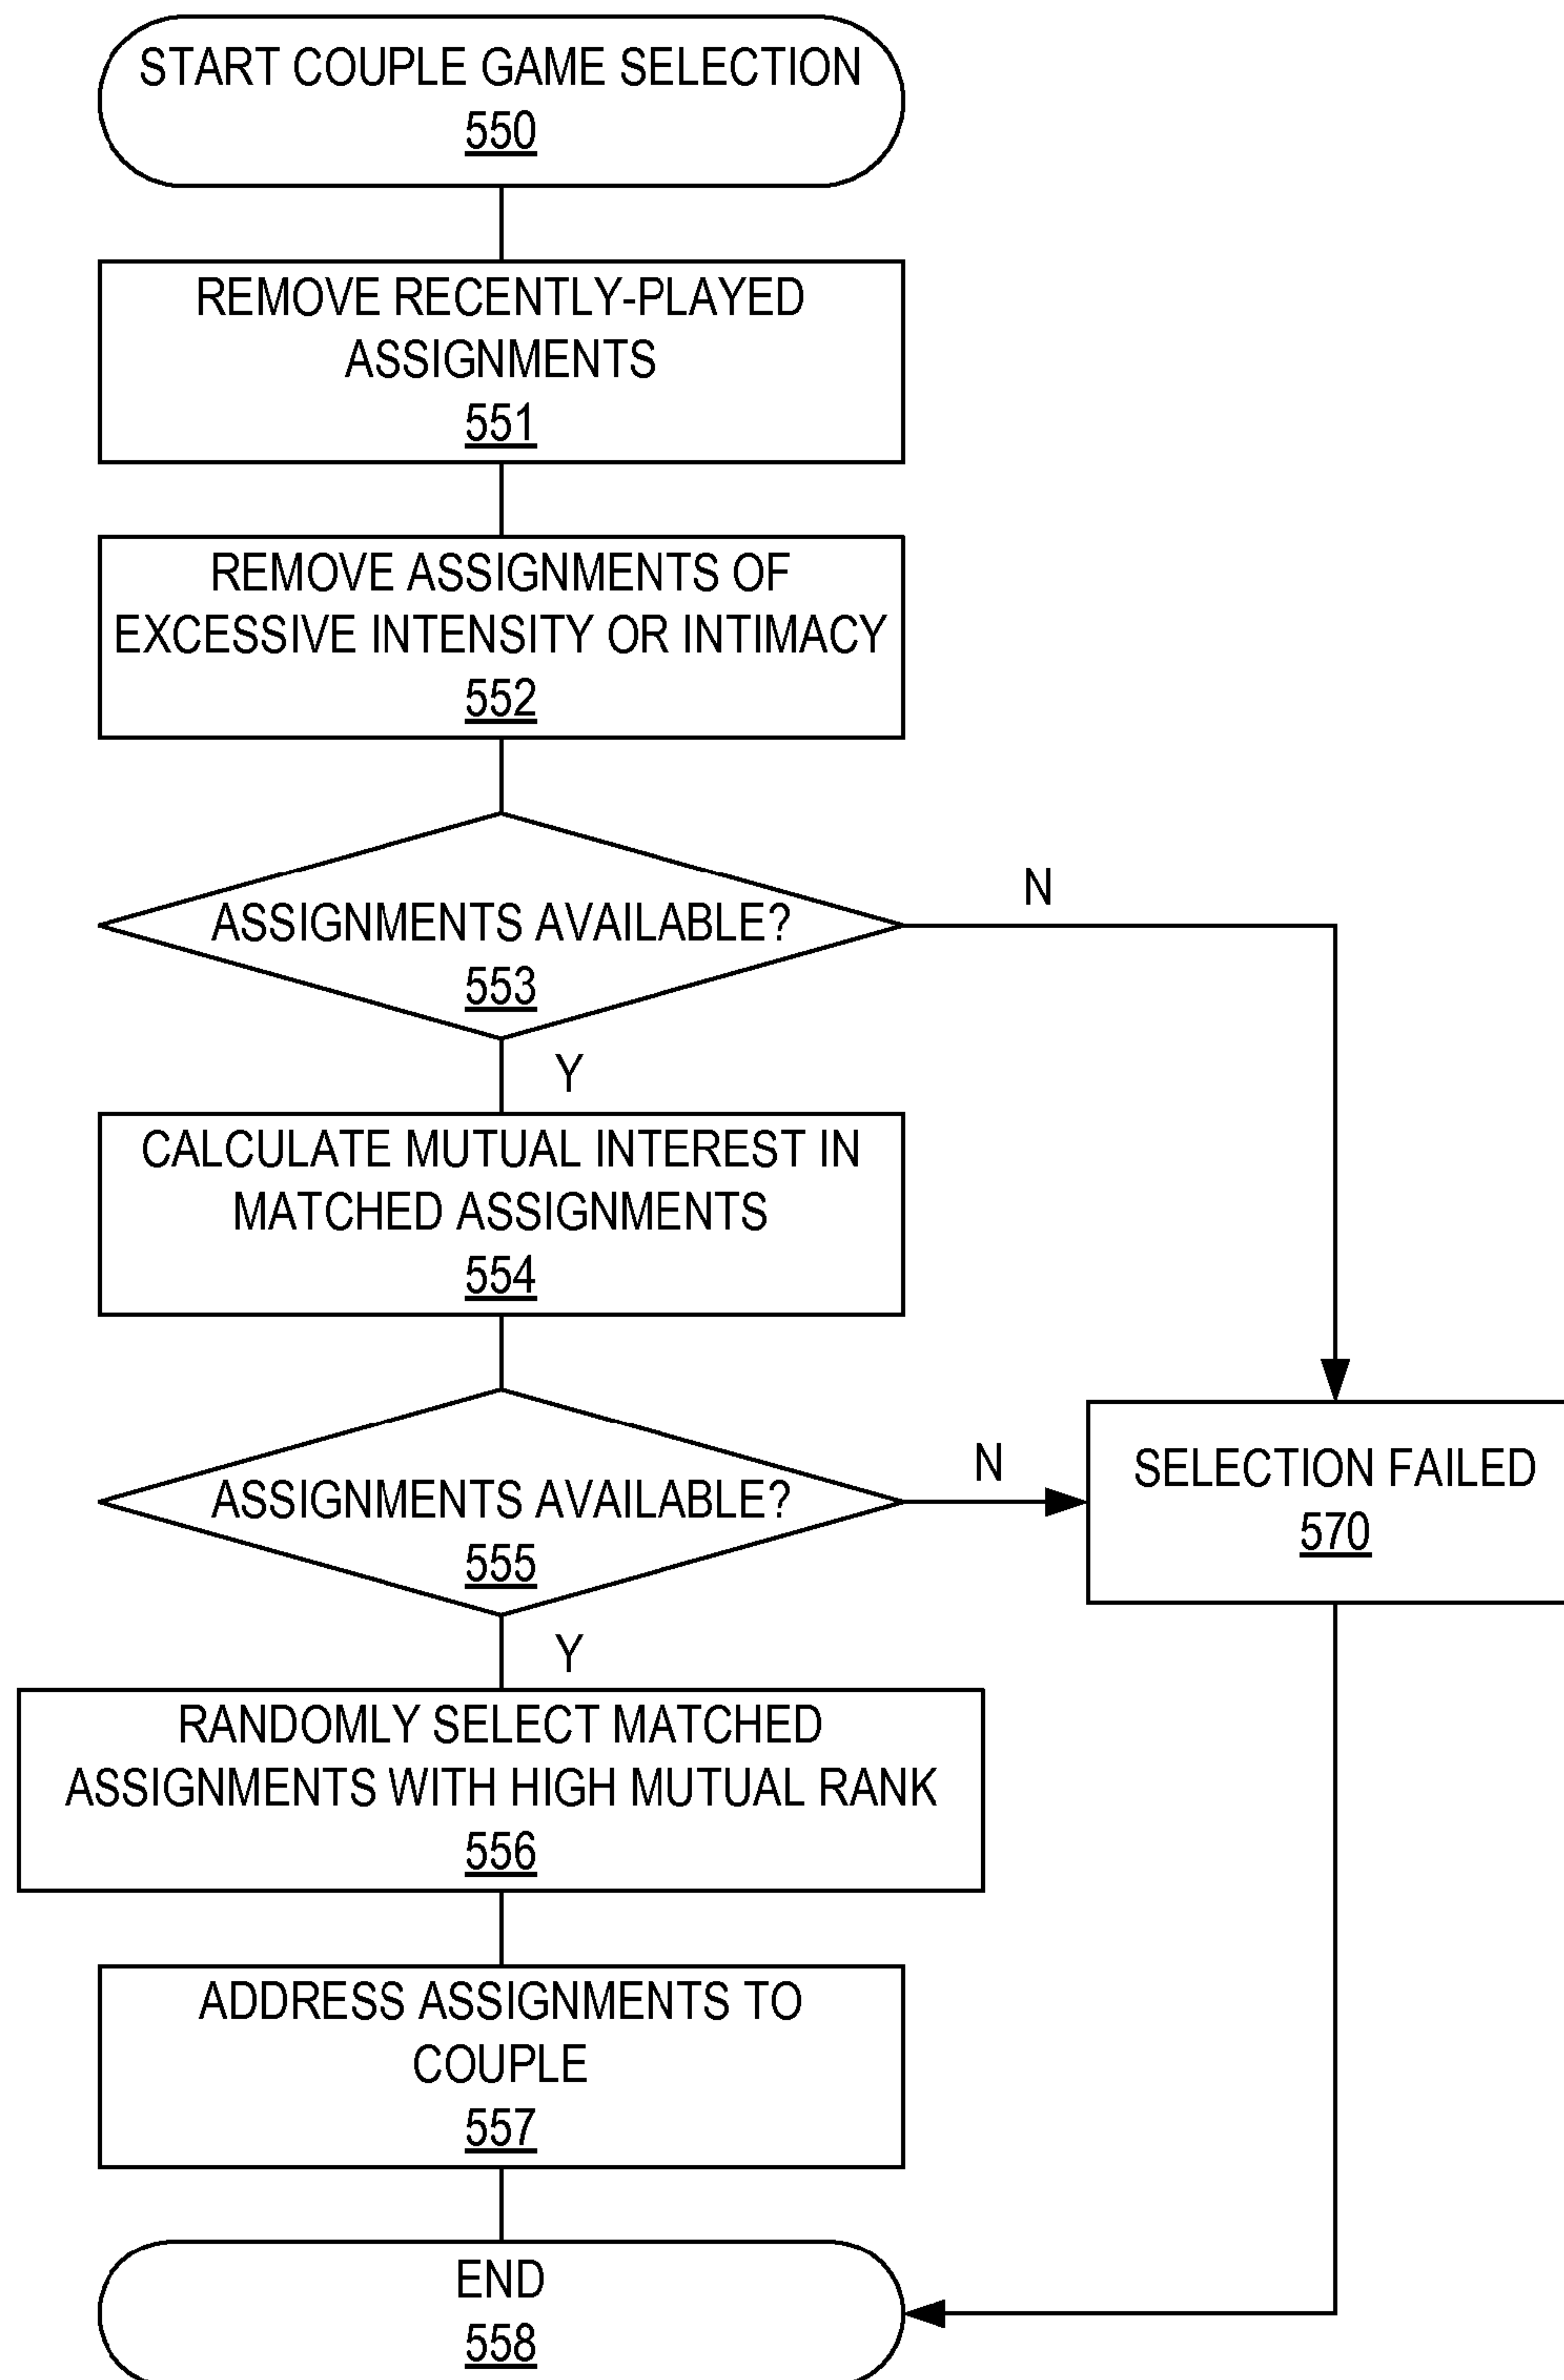 START COUPLE GAME SELECTION
550
REMOVE RECENTLY-PLAYED
ASSIGNMENTS
551
REMOVE ASSIGNMENTS OF
EXCESSIVE INTENSITY OR INTIMACY
552
ASSIGNMENTS AVAILABLE?
553
N
Y
CALCULATE MUTUAL INTEREST IN
MATCHED ASSIGNMENTS
554
ASSIGNMENTS AVAILABLE?
555
N
SELECTION FAILED
570
Y
RANDOMLY SELECT MATCHED
ASSIGNMENTS WITH HIGH MUTUAL RANK
556
ADDRESS ASSIGNMENTS TO
COUPLE
557
END
558